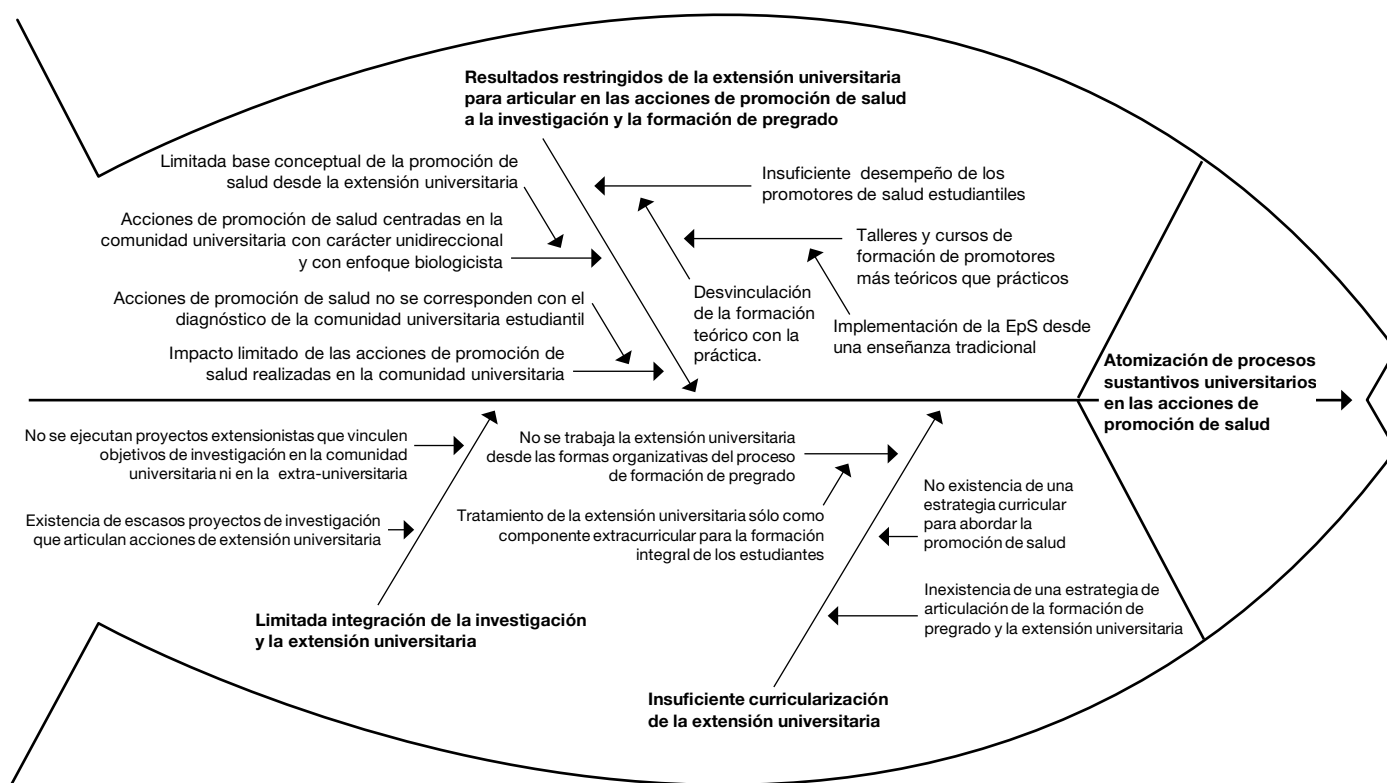 Resultados restringidos de la extensión universitaria
para articular en las acciones de promoción de salud
a la investigación y la formación de pregrado
Limitada base conceptual de la promoción de
salud desde la extensión universitaria
Acciones de promoción de salud centradas en la
comunidad universitaria con carácter unidireccional
y con enfoque biologicista
Acciones de promoción de salud no se corresponden con el
diagnóstico de la comunidad universitaria estudiantil
Impacto limitado de las acciones de promoción de
salud realizadas en la comunidad universitaria
Insuficiente desempeño de los
promotores de salud estudiantiles
Talleres y cursos de
formación de promotores
más teóricos que prácticos
Desvinculación
de la formación
teórico con la
práctica.
Implementación de la EpS desde
una enseñanza tradicional
Atomización de procesos
sustantivos universitarios
en las acciones de
promoción de salud
No se ejecutan proyectos extensionistas que vinculen
objetivos de investigación en la comunidad
universitaria ni en la extra-universitaria
Existencia de escasos proyectos de investigación
que articulan acciones de extensión universitaria
Limitada integración de la investigación
y la extensión universitaria
No se trabaja la extensión universitaria
desde las formas organizativas del proceso
de formación de pregrado
Tratamiento de la extensión universitaria sólo como
componente extracurricular para la formación
integral de los estudiantes
No existencia de una
estrategia curricular
para abordar la
promoción de salud
Inexistencia de una estrategia de
articulación de la formación de
pregrado y la extensión universitaria
Insuficiente curricularización
de la extensión universitaria